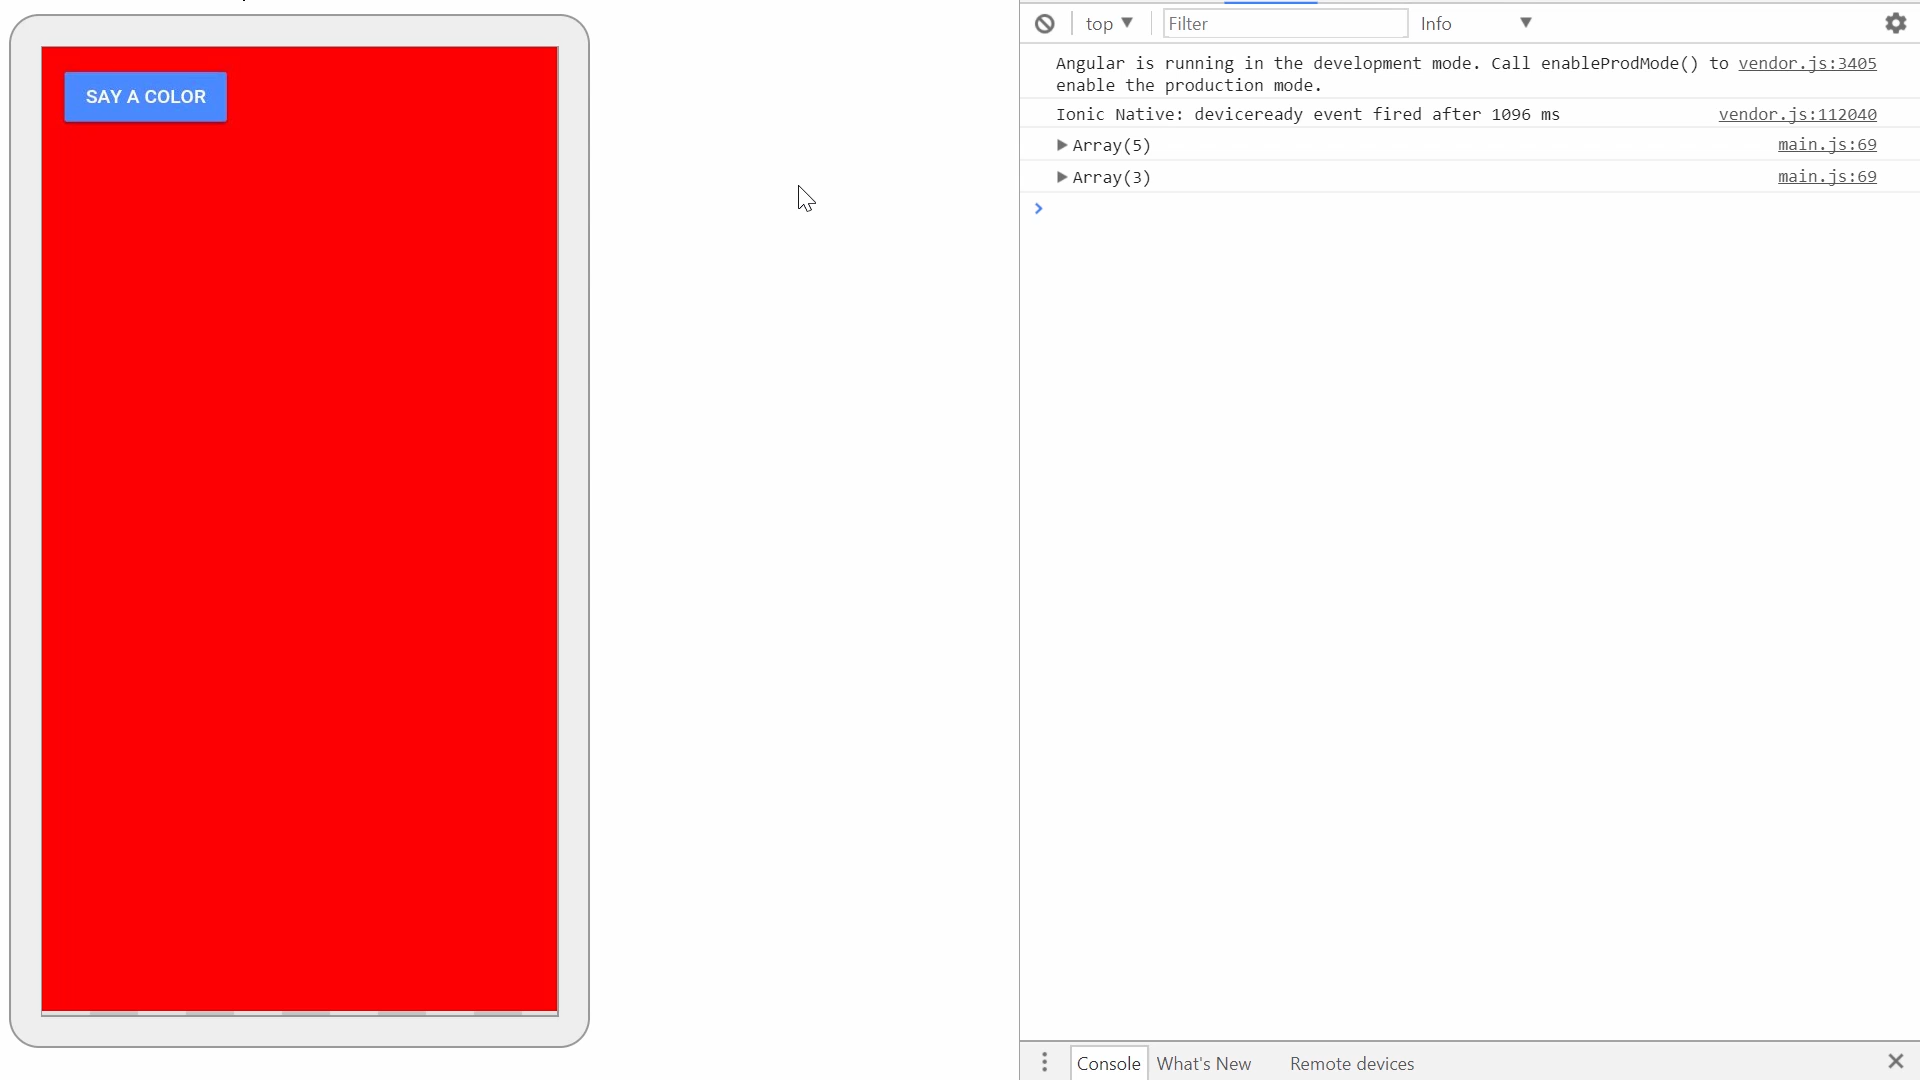 SAY A COLOR
top
Filter
Info
Angular is running in the development mode. Call enableProdMode() to vendor.js:3405
enable the production mode.
Ionic Native: deviceready event fired after 1096 ms vendor.js:112040
Array(5) main.js:69
Array(3) main.js:69
Console What's New Remote devices